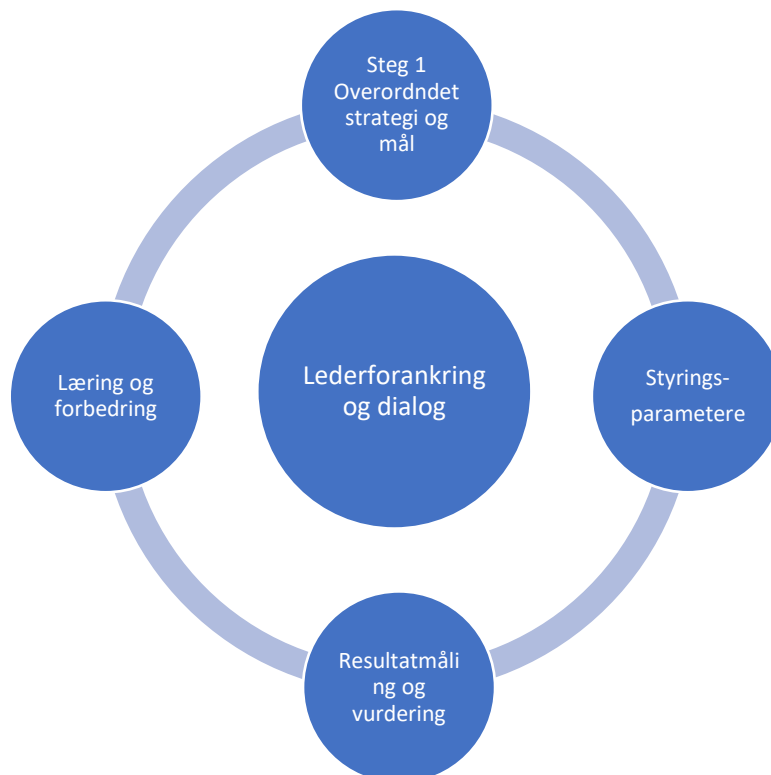 Steg 1
Overordndet
strategi og
mål
Lederforankring
og dialog
Læring og
forbedring
Styrings-
parametere
Resultatmåli
ng og
vurdering